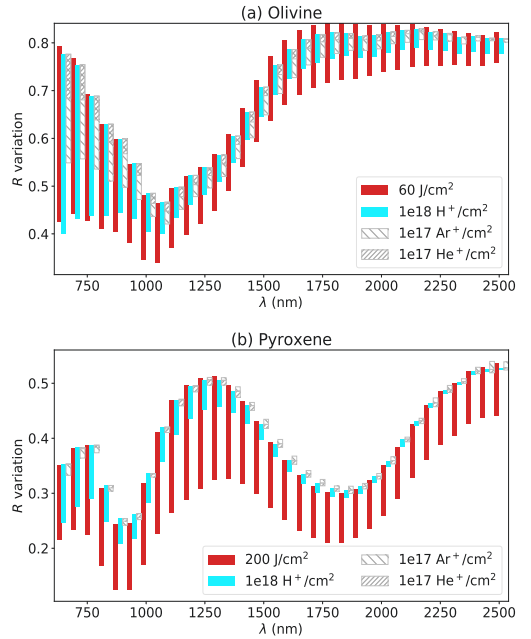 (a) Olivine
0.8
0.7
0.6
0.5
0.4
R variation
60 J/cm²
1e18 H⁺/cm²
1e17 Ar⁺/cm²
1e17 He⁺/cm²
750 1000 1250 1500 1750 2000 2250 2500
λ (nm)
(b) Pyroxene
0.5
0.4
0.3
0.2
R variation
200 J/cm²
1e18 H⁺/cm²
1e17 Ar⁺/cm²
1e17 He⁺/cm²
750 1000 1250 1500 1750 2000 2250 2500
λ (nm)